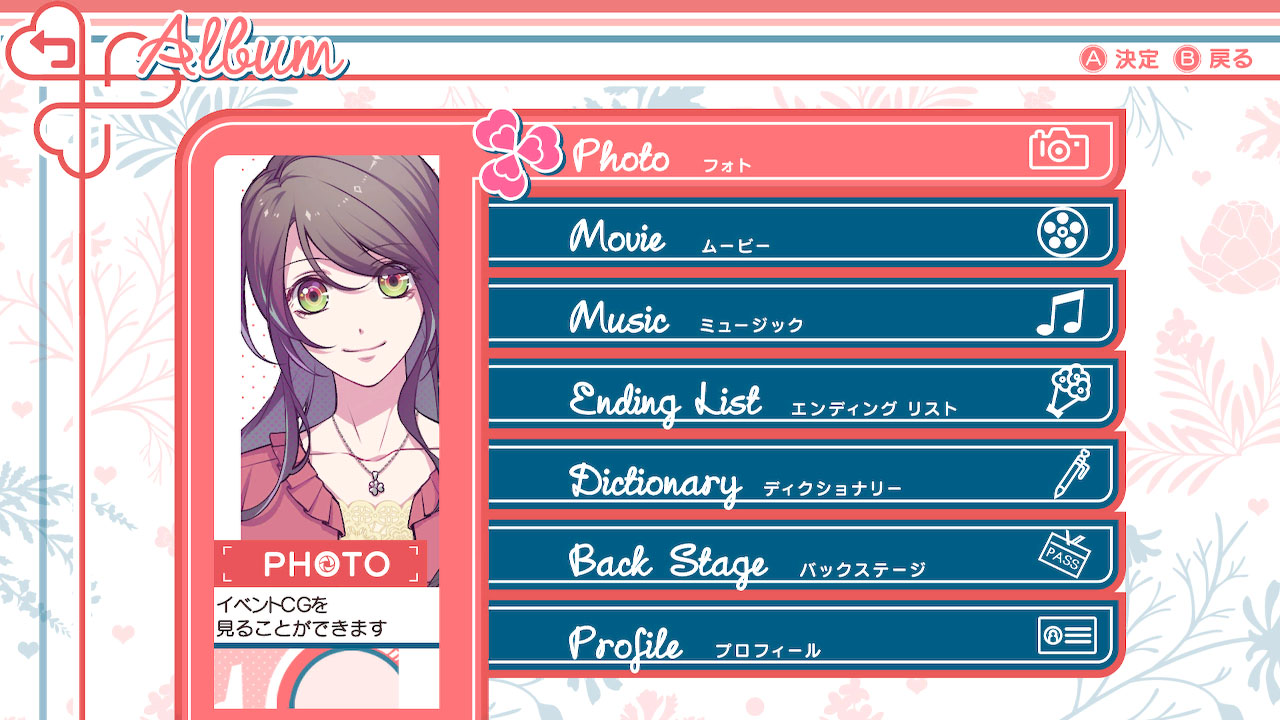 Album
A 決定 B 戻る
Photo フォト
Movie ムービー
Music ミュージック
Ending List エンディング リスト
Dictionary ディクショナリー
Back Stage バックステージ
PASS
Profile プロフィール
PHOTO
イベントCGを
見ることができます